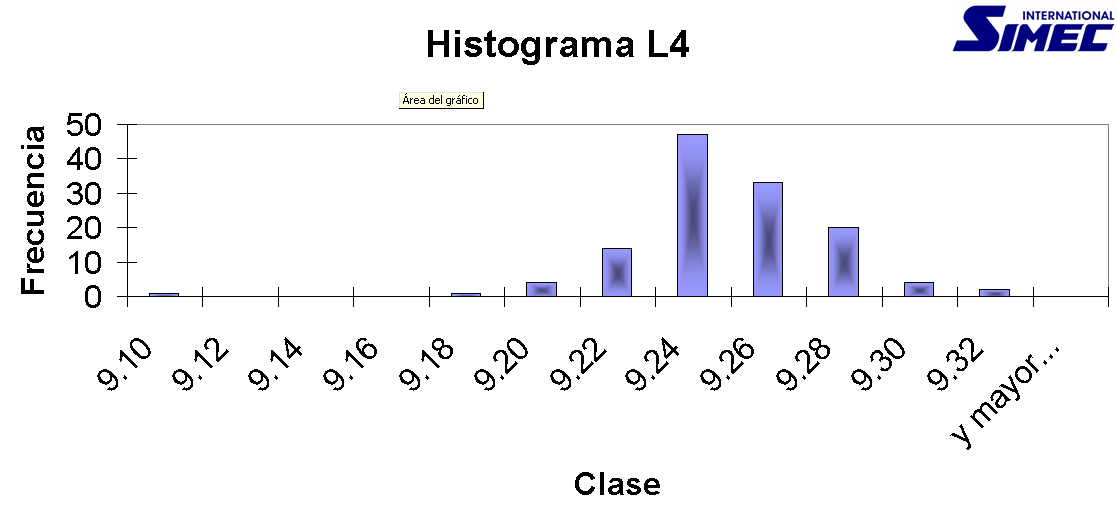 INTERNATIONAL
SIMEC
Histograma L4
Área del gráfico
Frecuencia
50
40
30
20
10
0
9.10
9.12
9.14
9.16
9.18
9.20
9.22
9.24
9.26
9.28
9.30
9.32
y mayor...
Clase